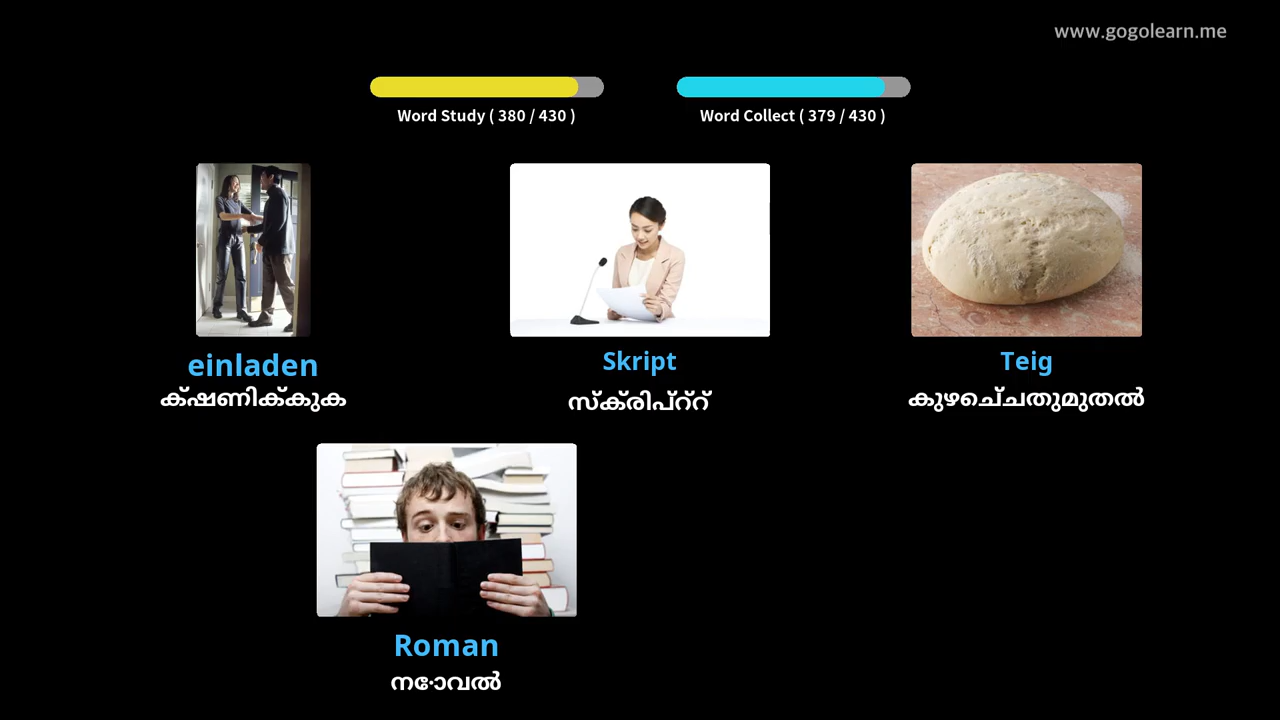 www.gogolearn.me
Word Study ( 380 / 430 )
Word Collect ( 379 / 430 )
einladen
ക്ഷണിക്കുക
Skript
സ്ക്രിപ്റ്റ്
Teig
കുഴച്ചെതുമുതൽ
Roman
നോവൽ